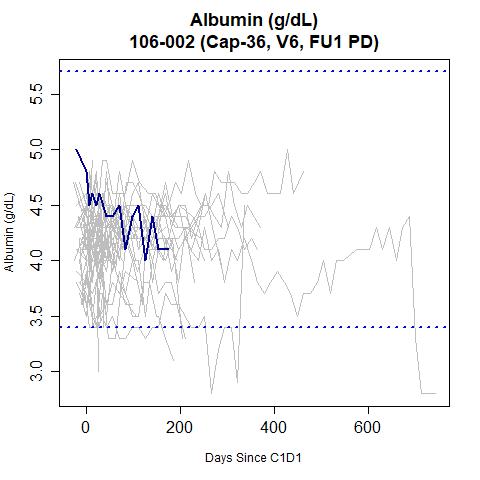 Albumin (g/dL)
106-002 (Cap-36, V6, FU1 PD)
Albumin (g/dL)
5.5
5.0
4.5
4.0
3.5
3.0
0 200 400 600
Days Since C1D1